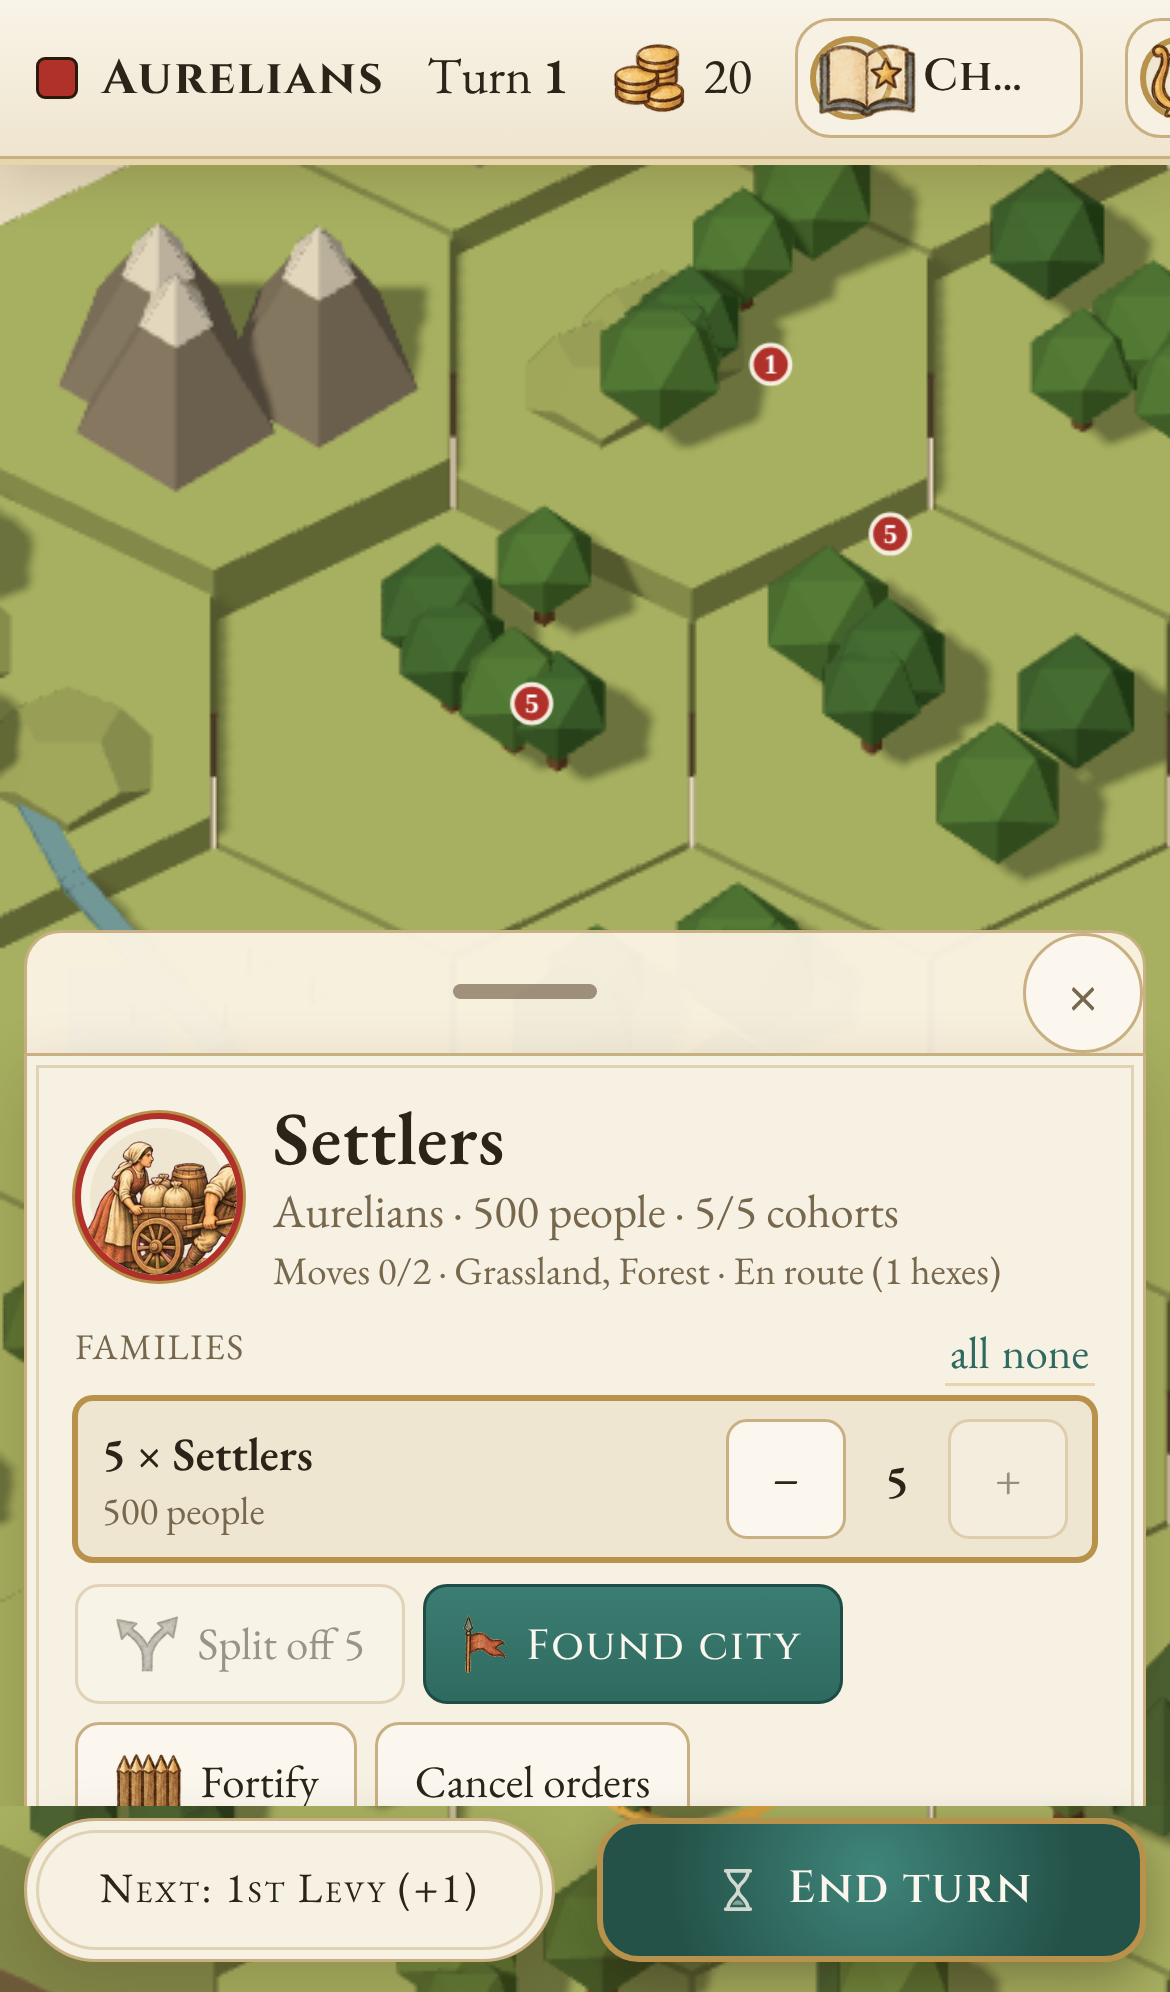 AURELIANS Turn 1 20 CH...
1
5
5
×
Settlers
Aurelians · 500 people · 5/5 cohorts
Moves 0/2 · Grassland, Forest · En route (1 hexes)
FAMILIES all none
5 × Settlers
500 people
− 5 +
Split off 5 FOUND CITY
Fortify Cancel orders
NEXT: 1ST LEVY (+1) END TURN